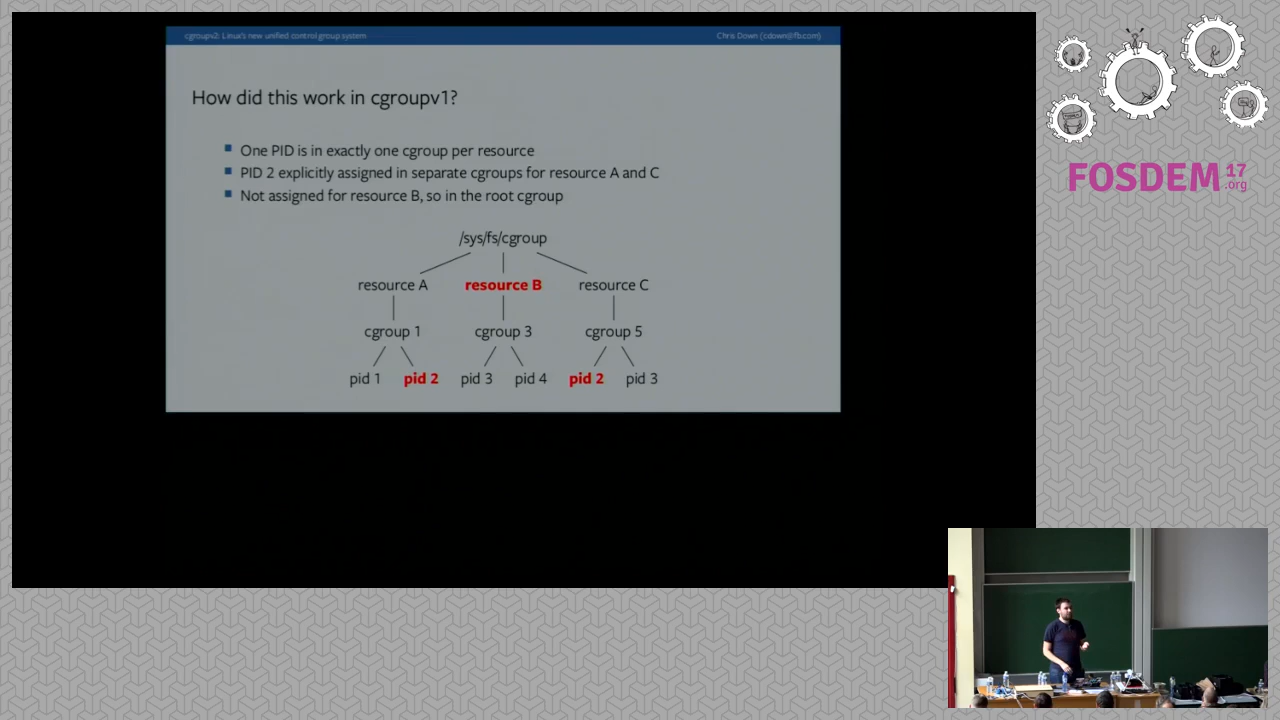 cgroupv2: Linux's new unified control group system
Chris Down (cdown@fb.com)
How did this work in cgroupv1?
One PID is in exactly one cgroup per resource
PID 2 explicitly assigned in separate cgroups for resource A and C
Not assigned for resource B, so in the root cgroup
/sys/fs/cgroup
resource A resource B resource C
cgroup 1 cgroup 3 cgroup 5
pid 1 pid 2 pid 3 pid 4 pid 2 pid 3
FOSDEM 17
.org